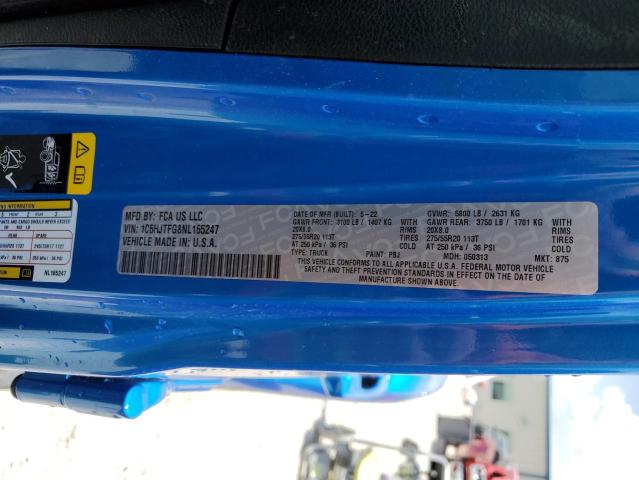 MFD BY: FCA US LLC
VIN: 1C6HJTFG8NL165247
VEHICLE MADE IN U.S.A.
DATE OF MFR (BUILT): 5-22
GAWR FRONT: 3100 LB / 1407 KG
20X8.0 RIMS
275/55R20 113T TIRES
AT 250 kPa / 36 PSI COLD
GVWR: 5800 LB / 2631 KG
GAWR REAR: 3750 LB / 1701 KG
20X8.0 RIMS
275/55R20 113T TIRES
AT 250 kPa / 36 PSI COLD
TYPE: TRUCK PAINT: PBJ MDH: 050313 MKT: 875
THIS VEHICLE CONFORMS TO ALL APPLICABLE U.S.A. FEDERAL MOTOR VEHICLE
SAFETY AND THEFT PREVENTION STANDARDS IN EFFECT ON THE DATE OF
MANUFACTURE SHOWN ABOVE.
INFORMATION
NL165247